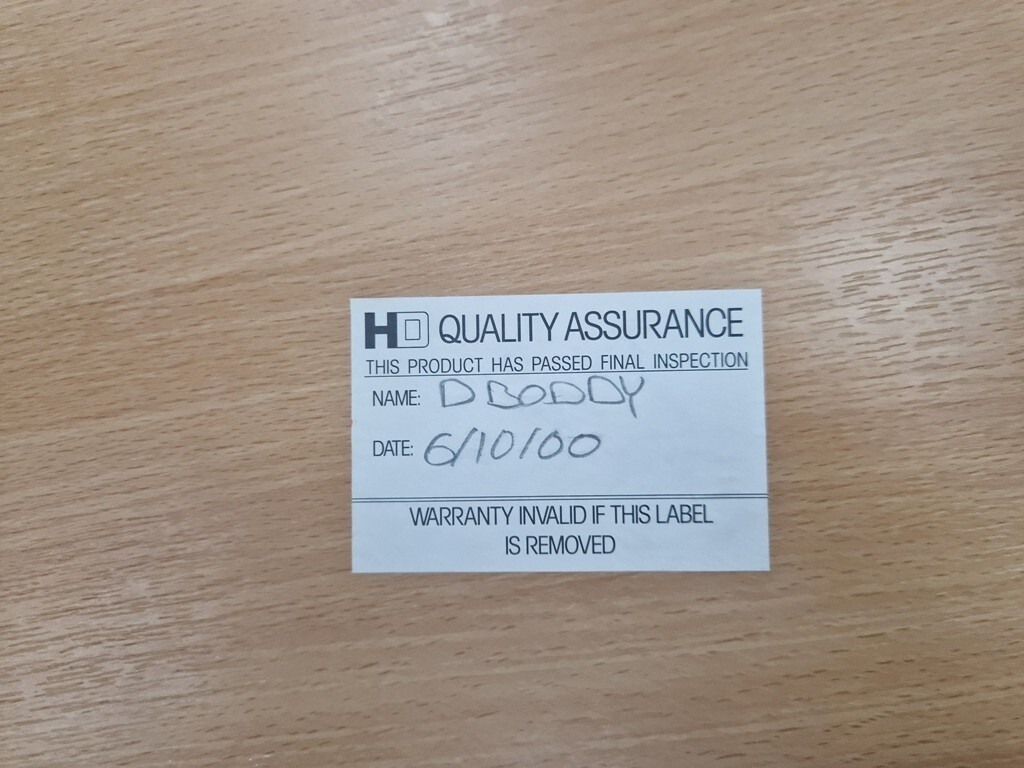 HD QUALITY ASSURANCE
THIS PRODUCT HAS PASSED FINAL INSPECTION
NAME: D BODDY
DATE: 6/10/00
WARRANTY INVALID IF THIS LABEL
IS REMOVED